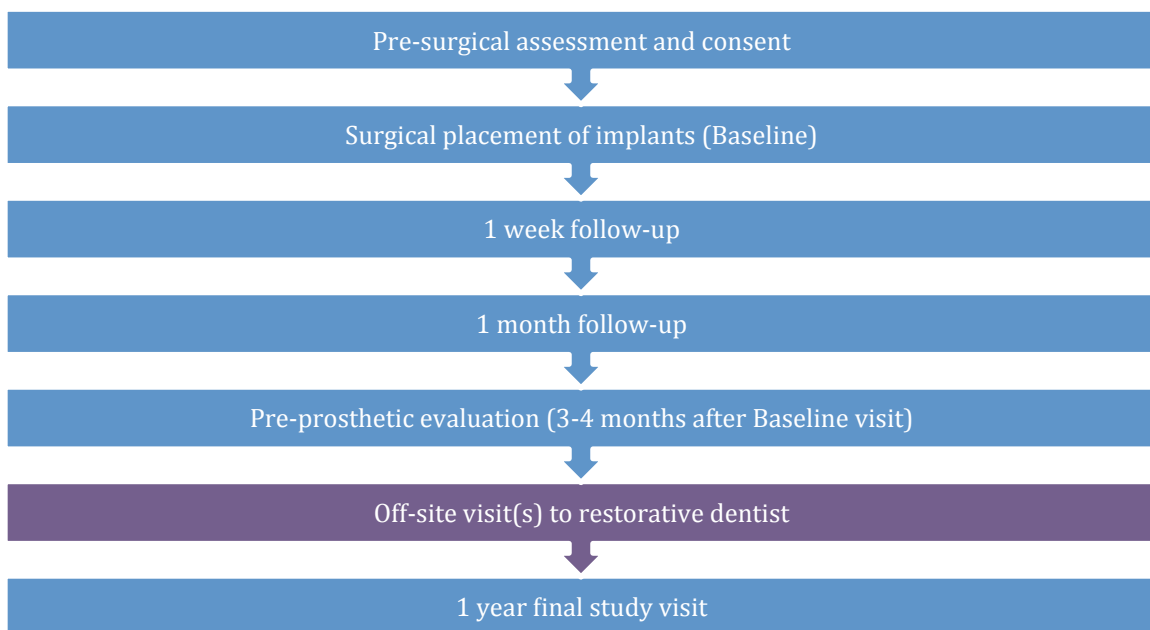 Pre-surgical assessment and consent
Surgical placement of implants (Baseline)
1 week follow-up
1 month follow-up
Pre-prosthetic evaluation (3-4 months after Baseline visit)
Off-site visit(s) to restorative dentist
1 year final study visit